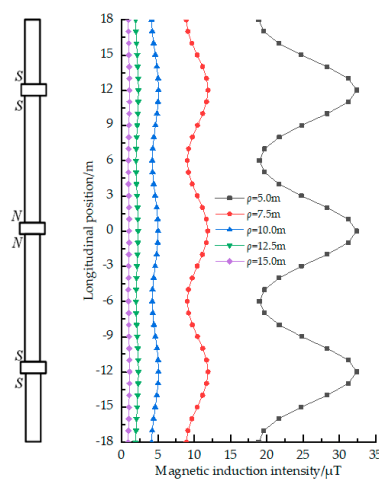 S
S
N
N
S
S
Longitudinal position/m
18
15
12
9
6
3
0
-3
-6
-9
-12
-15
-18
ρ=5.0m
ρ=7.5m
ρ=10.0m
ρ=12.5m
ρ=15.0m
0 5 10 15 20 25 30 35
Magnetic induction intensity/μT